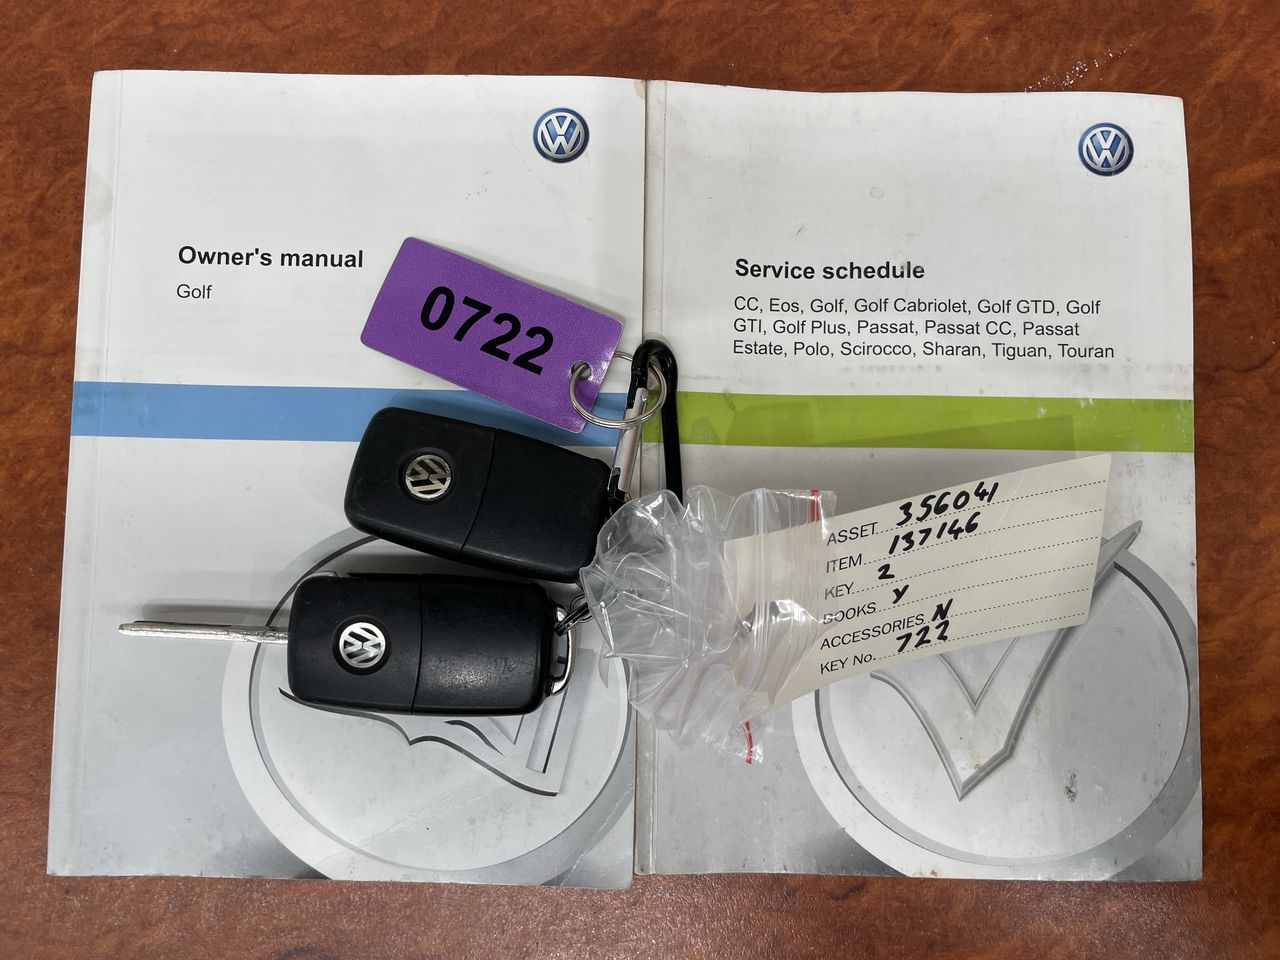 Owner's manual
Golf
Service schedule
CC, Eos, Golf, Golf Cabriolet, Golf GTD, Golf
GTI, Golf Plus, Passat, Passat CC, Passat
Estate, Polo, Scirocco, Sharan, Tiguan, Touran
0722
ASSET 356041
ITEM 137146
KEY 2
BOOKS Y
ACCESSORIES N
KEY No. 722